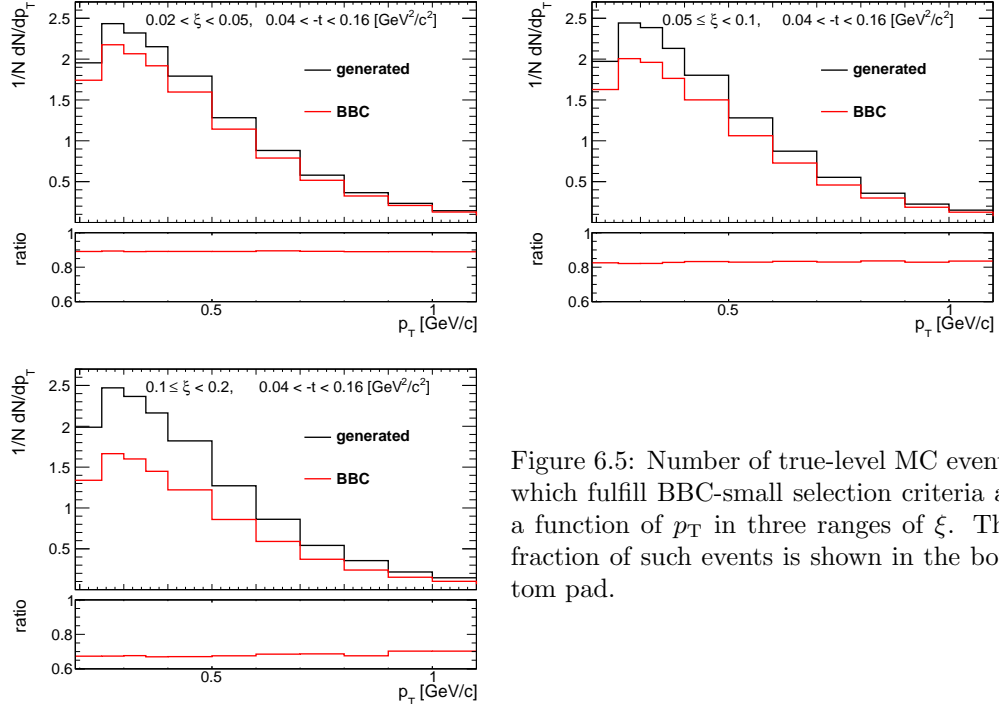 0.02 < ξ < 0.05, 0.04 < -t < 0.16 [GeV²/c²]
1/N dN/dp_T
2.5
2
1.5
1
0.5
generated
BBC
ratio
1
0.8
0.6
0.5 1
p_T [GeV/c]
0.05 ≤ ξ < 0.1, 0.04 < -t < 0.16 [GeV²/c²]
1/N dN/dp_T
2.5
2
1.5
1
0.5
generated
BBC
ratio
1
0.8
0.6
0.5 1
p_T [GeV/c]
0.1 ≤ ξ < 0.2, 0.04 < -t < 0.16 [GeV²/c²]
1/N dN/dp_T
2.5
2
1.5
1
0.5
generated
BBC
ratio
1
0.8
0.6
0.5 1
p_T [GeV/c]
Figure 6.5: Number of true-level MC event
which fulfill BBC-small selection criteria a
a function of p_T in three ranges of ξ. Th
fraction of such events is shown in the bo
tom pad.